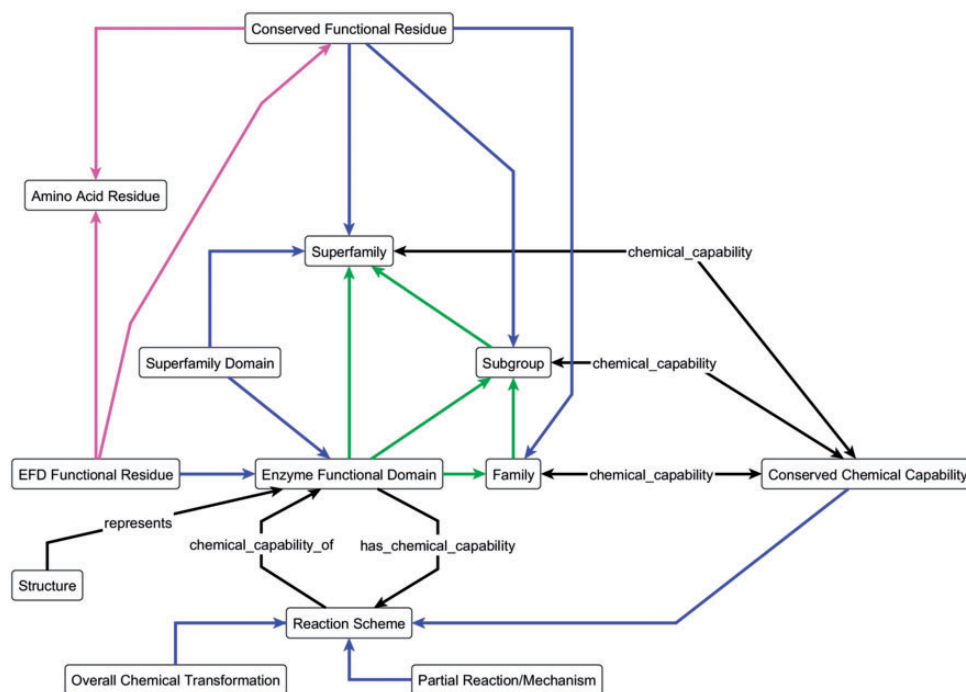 Conserved Functional Residue
Amino Acid Residue
Superfamily
chemical_capability
Superfamily Domain
Subgroup
chemical_capability
EFD Functional Residue
Enzyme Functional Domain
Family
chemical_capability
Conserved Chemical Capability
represents
chemical_capability_of
has_chemical_capability
Structure
Reaction Scheme
Overall Chemical Transformation
Partial Reaction/Mechanism